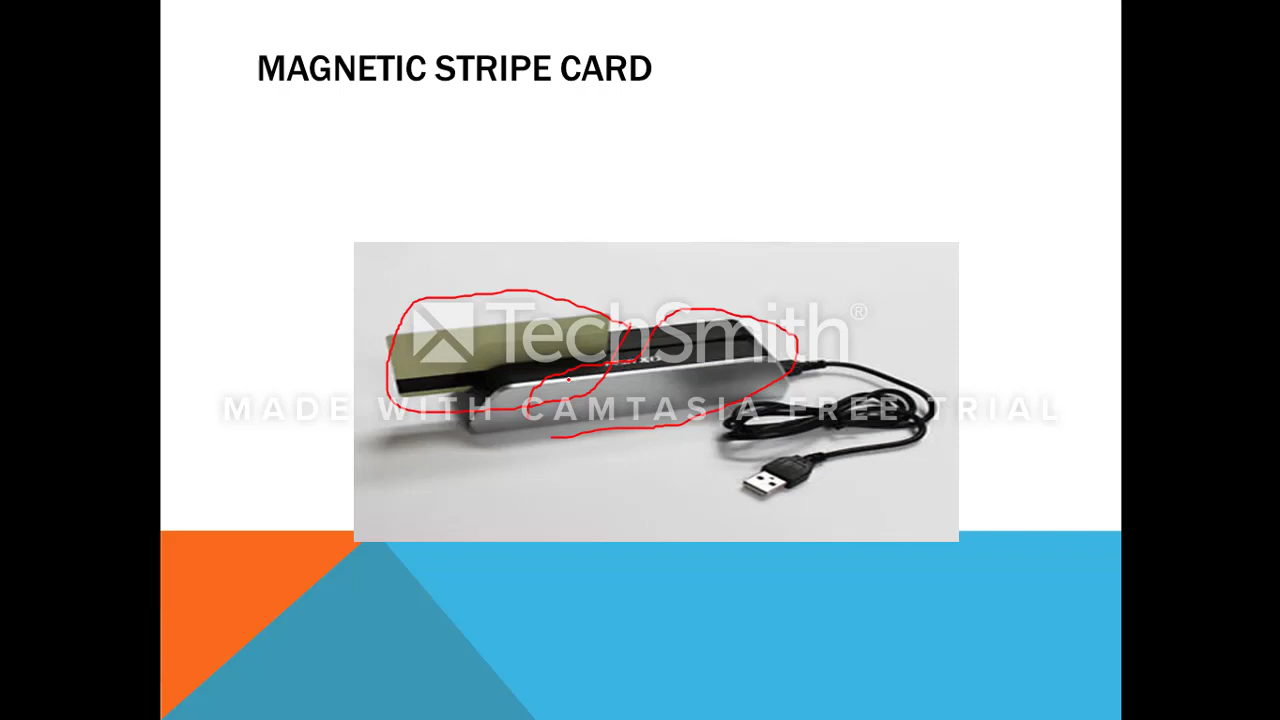 MAGNETIC STRIPE CARD
TechSmith®
MADE WITH CAMTASIA FREE TRIAL